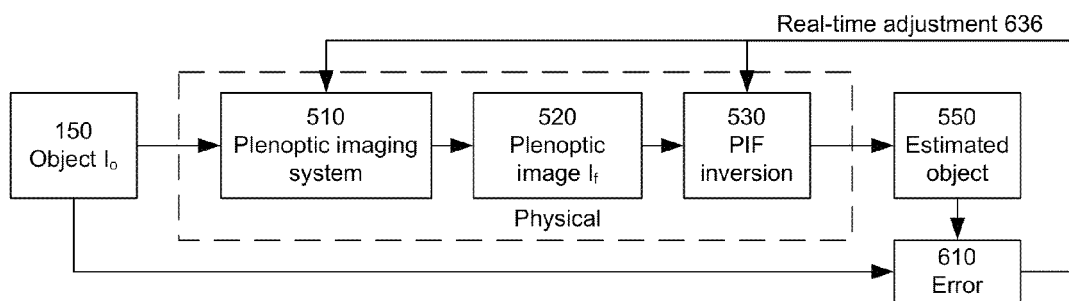 Real-time adjustment 636
150
Object Iₒ
510
Plenoptic imaging
system
520
Plenoptic
image I_f
530
PIF
inversion
550
Estimated
object
Physical
610
Error